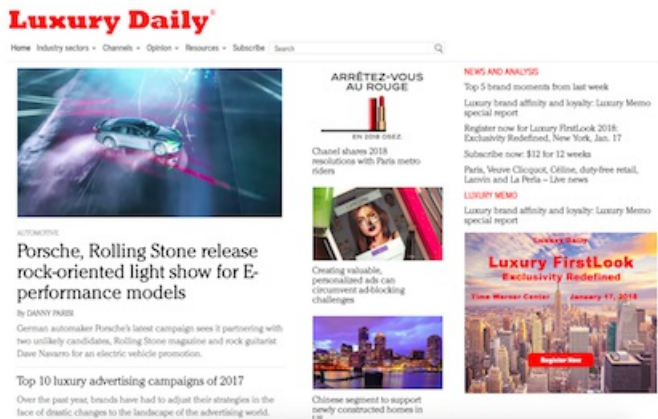 Luxury Daily®
Home Industry sectors Channels Opinion Resources Subscribe Search
AUTOMOTIVE
Porsche, Rolling Stone release
rock-oriented light show for E-
performance models
By DANNY PARISI
German automaker Porsche's latest campaign sees it partnering with
two unlikely candidates, Rolling Stone magazine and rock guitarist
Dave Navarro for an electric vehicle promotion.
Top 10 luxury advertising campaigns of 2017
Over the past year, brands have had to adjust their strategies in the
face of drastic changes to the landscape of the advertising world.
ARRÊTEZ-VOUS
AU ROUGE
EN 2018 OSEZ
Chanel shares 2018
resolutions with Paris metro
riders
Creating valuable,
personalized ads can
circumvent ad-blocking
challenges
Chinese segment to support
newly constructed homes in
US
NEWS AND ANALYSIS
Top 5 brand moments from last week
Luxury brand affinity and loyalty: Luxury Memo
special report
Register now for Luxury FirstLook 2018:
Exclusivity Redefined, New York, Jan. 17
Subscribe now: $12 for 12 weeks
Paris, Veuve Clicquot, Céline, duty-free retail,
Lanvin and La Perla – Live news
LUXURY MEMO
Luxury brand affinity and loyalty: Luxury Memo
special report
Luxury Daily
Luxury FirstLook
Exclusivity Redefined
Time Warner Center January 17, 2018
Register Now